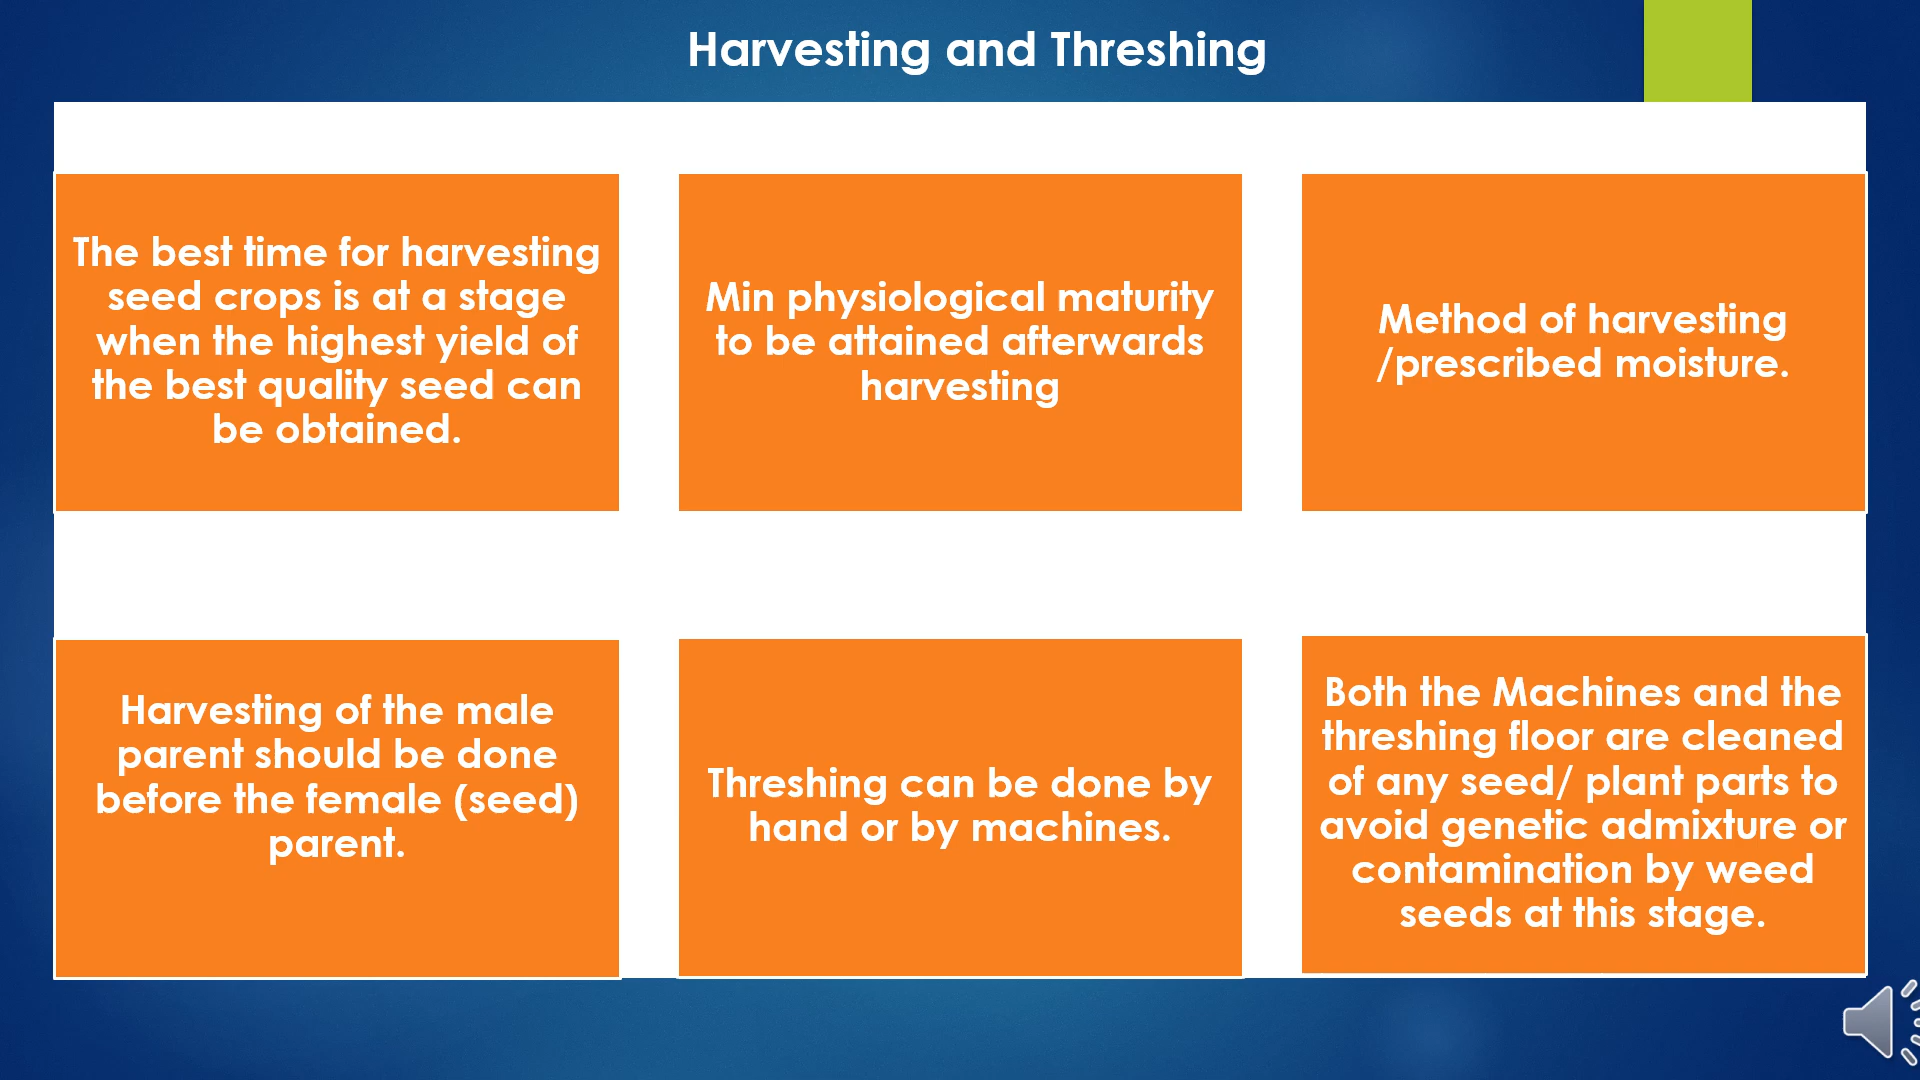 Harvesting and Threshing
The best time for harvesting
seed crops is at a stage
when the highest yield of
the best quality seed can
be obtained.
Min physiological maturity
to be attained afterwards
harvesting
Method of harvesting
/prescribed moisture.
Harvesting of the male
parent should be done
before the female (seed)
parent.
Threshing can be done by
hand or by machines.
Both the Machines and the
threshing floor are cleaned
of any seed/ plant parts to
avoid genetic admixture or
contamination by weed
seeds at this stage.